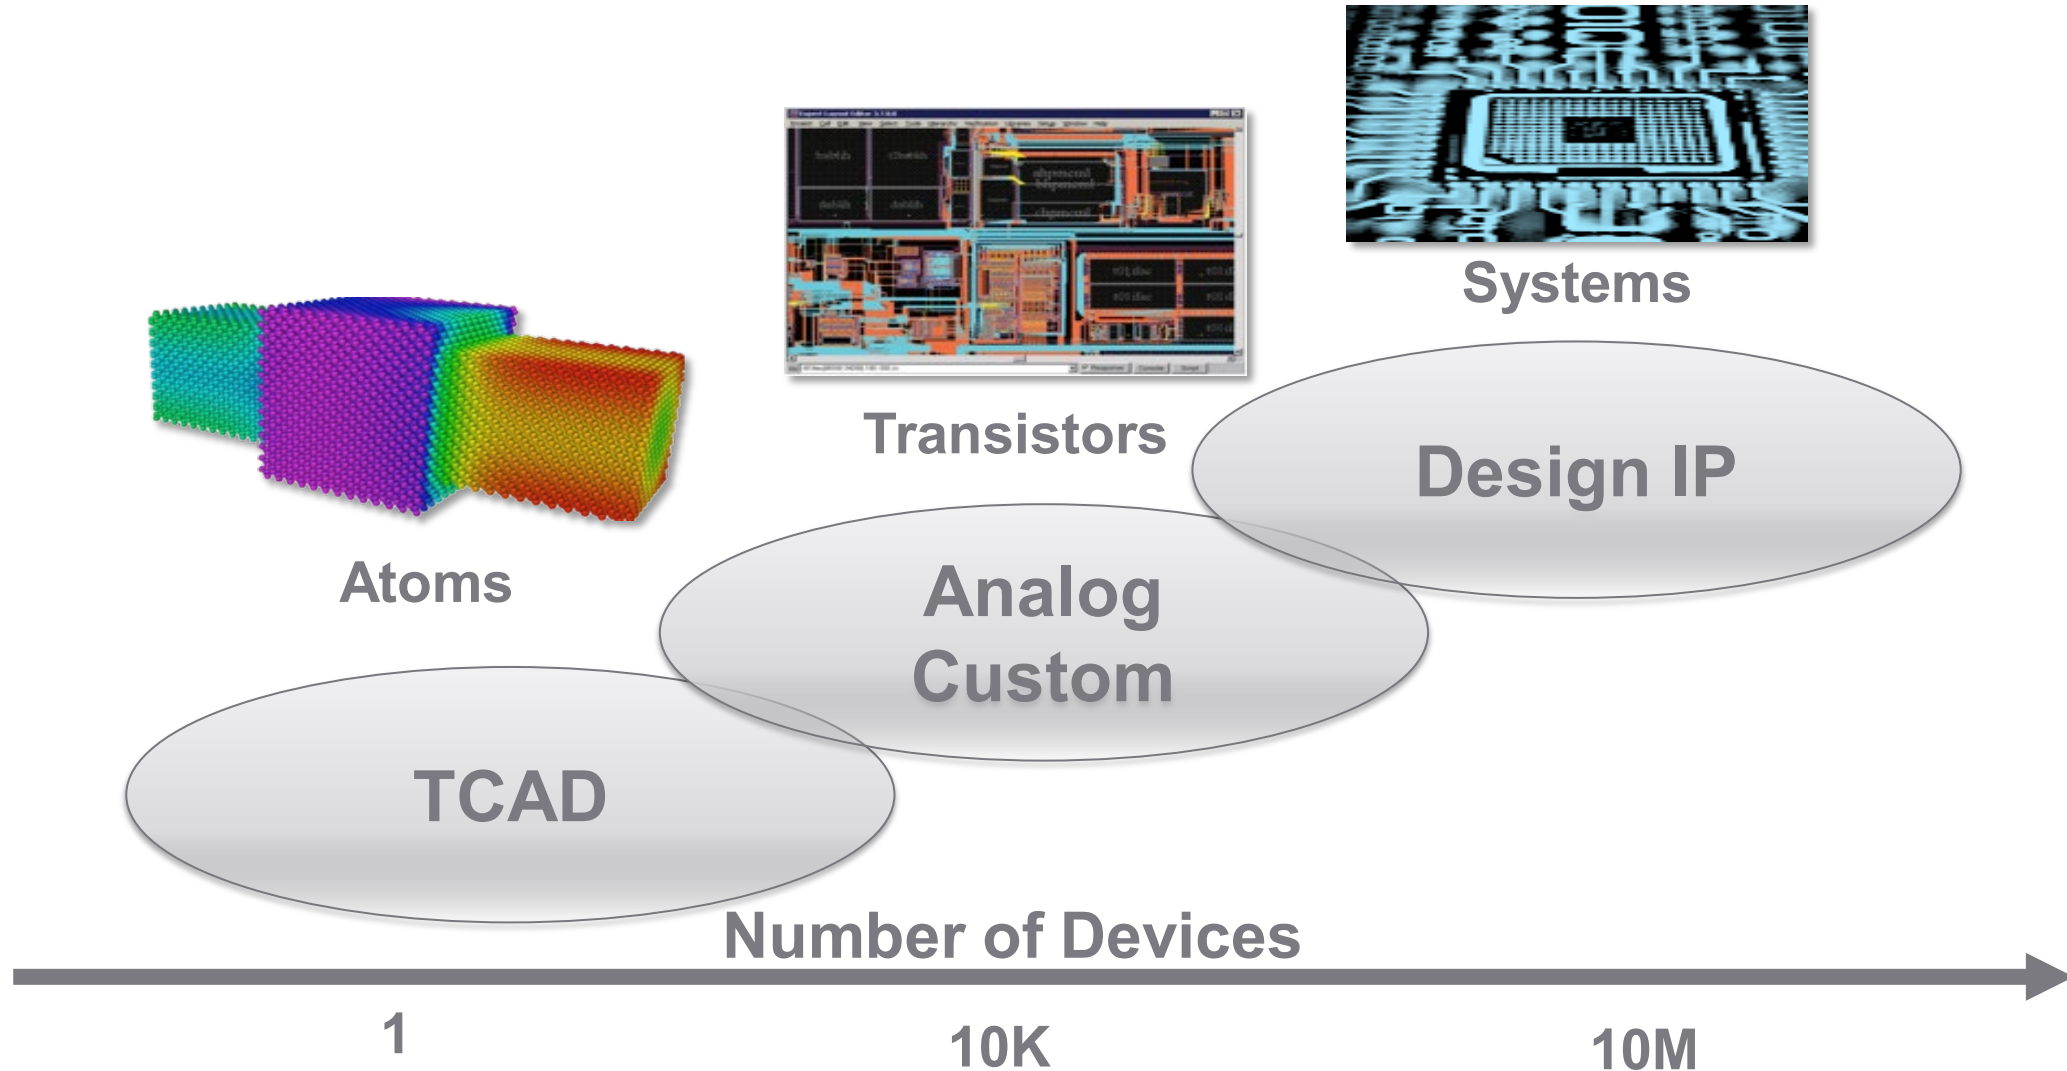 Systems
Transistors
Design IP
Atoms
Analog
Custom
TCAD
Number of Devices
1
10K
10M